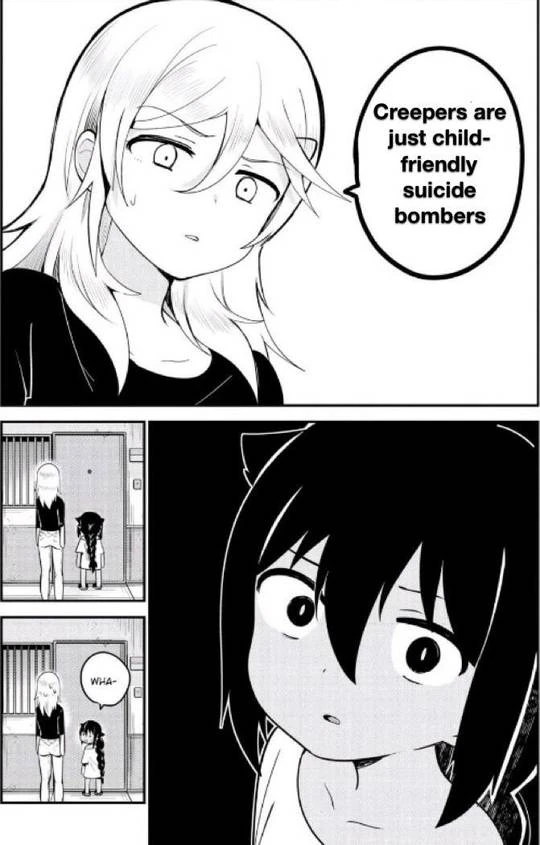 Creepers are
just child-
friendly
suicide
bombers
WHA-